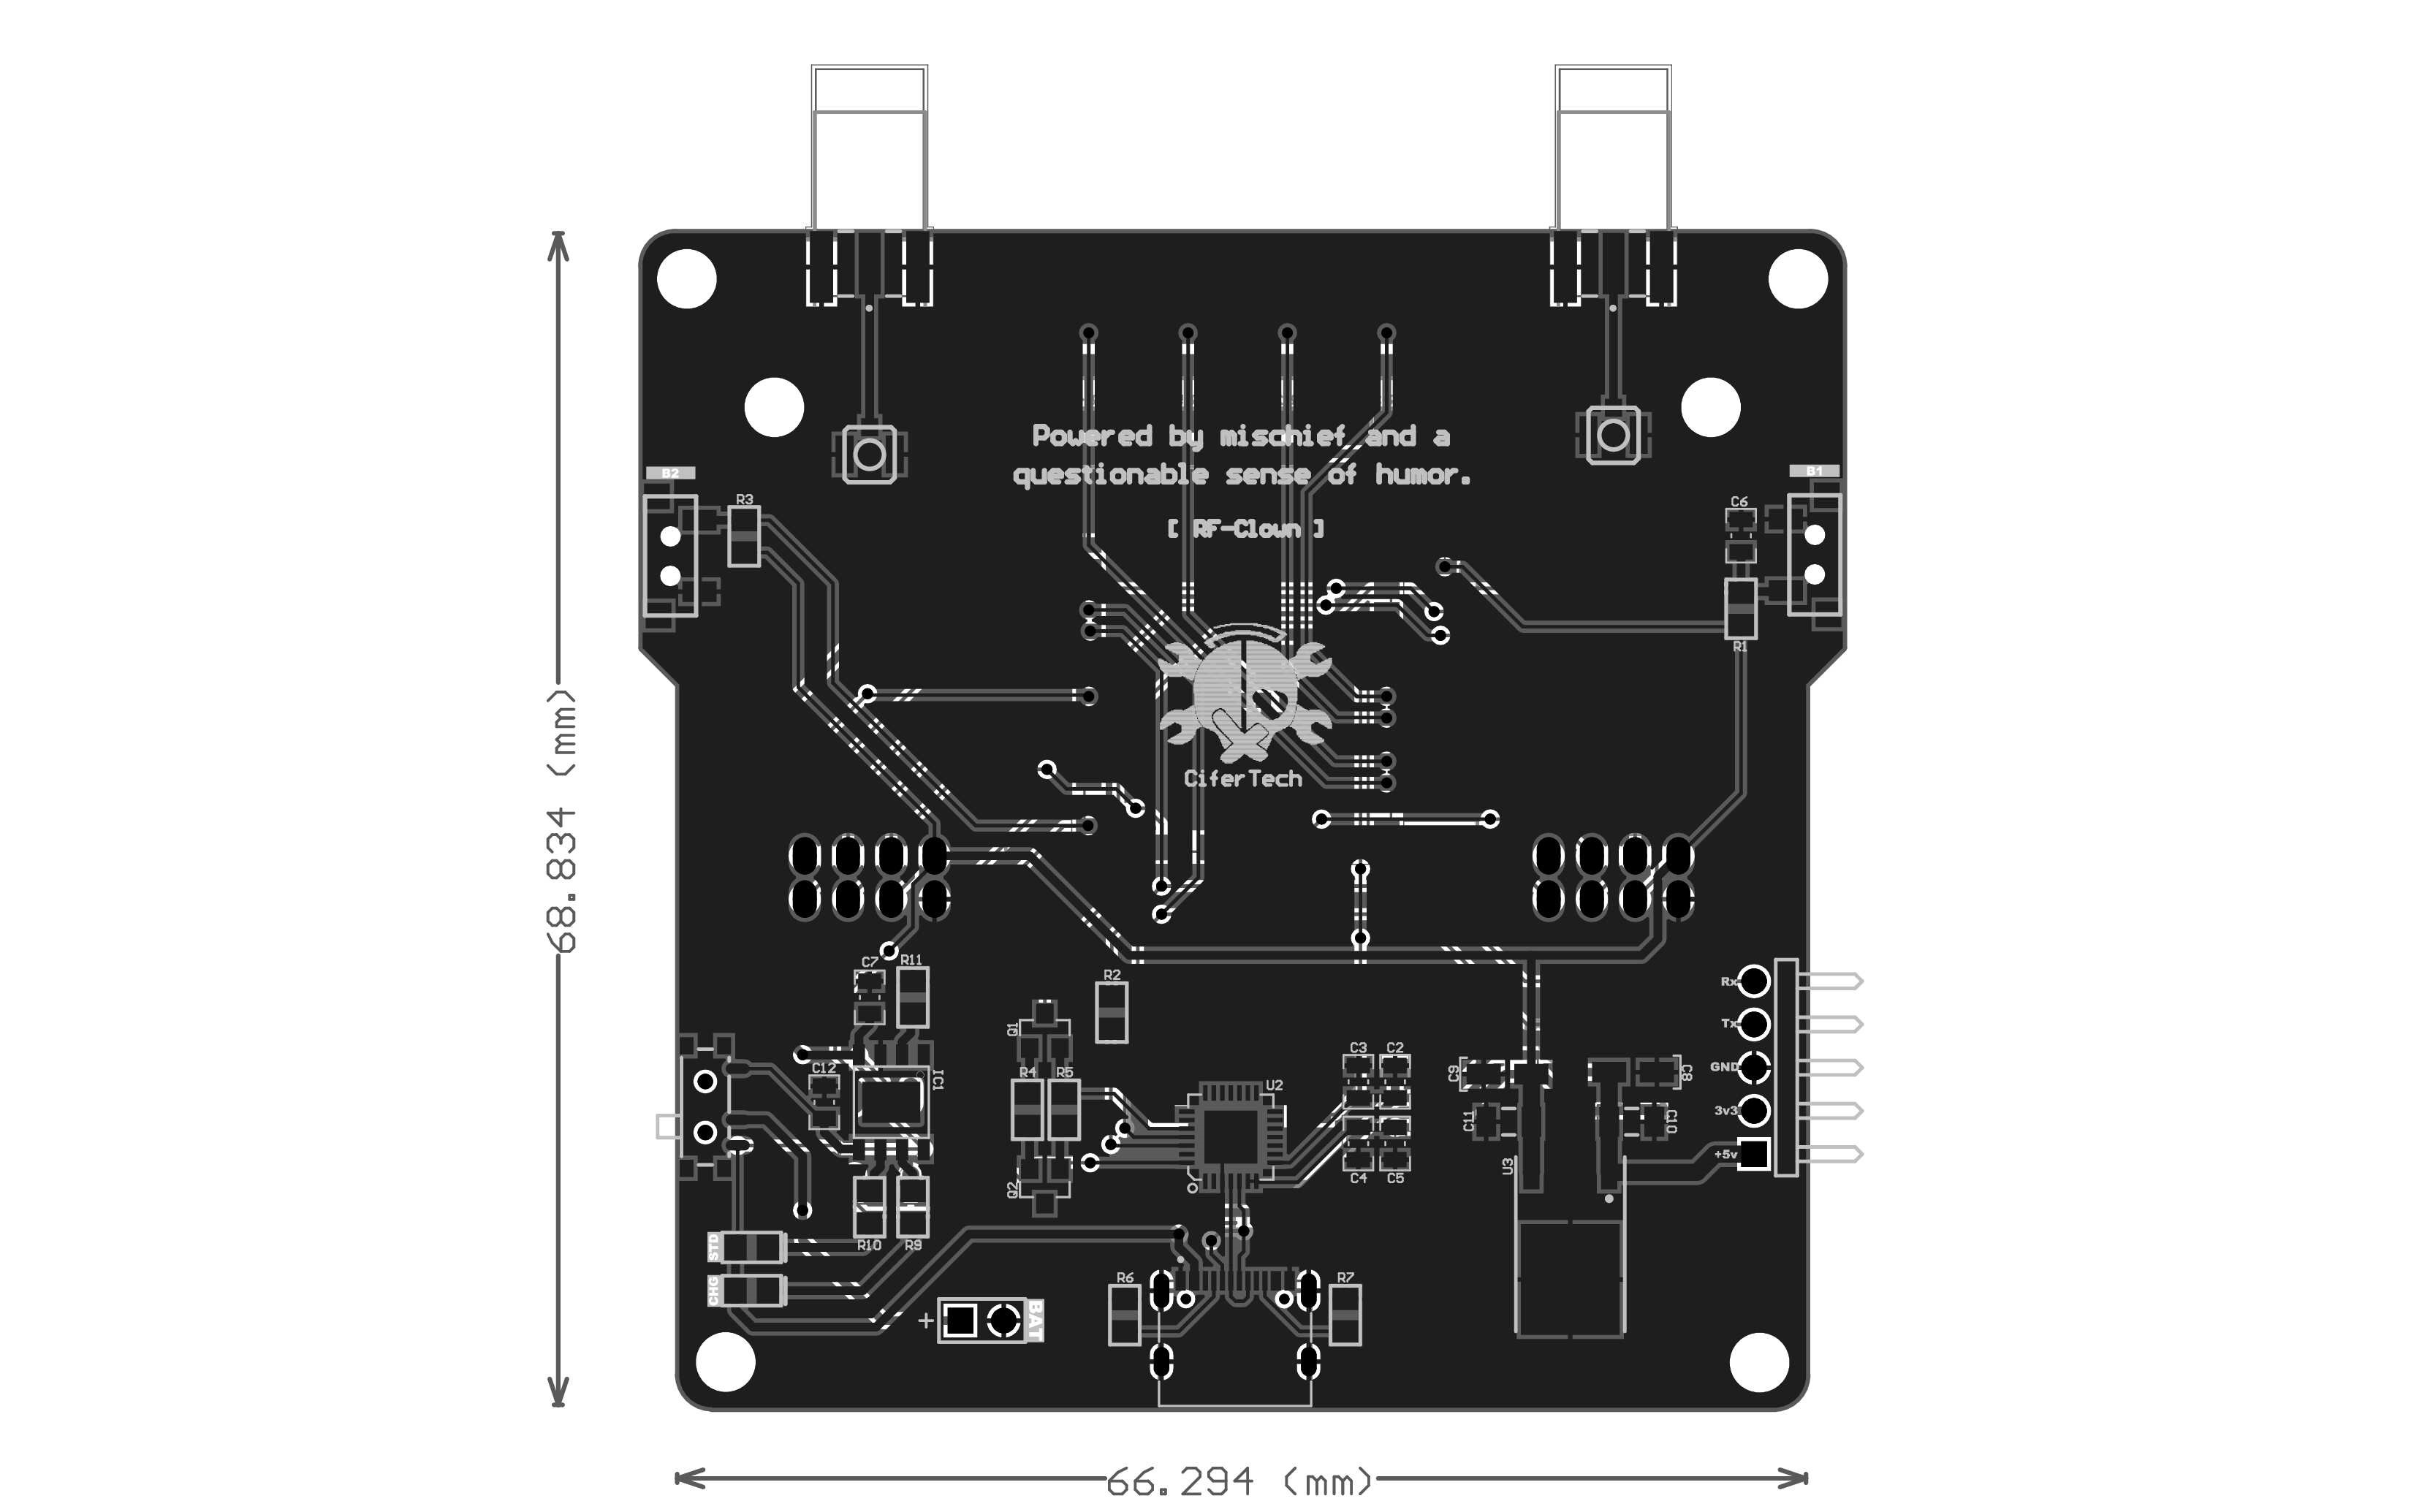 Powered by mischief and a
questionable sense of humor.
B2
B1
R3
C6
[ RF-Clown ]
R1
68.834 (mm)
CiferTech
C7
R11
R2
Rx
Q1
Tx
C3
C2
GND
C12
IC1
R4
R5
U2
C9
C8
3v3
C11
C10
+5v
U3
C4
C5
Q2
R10
R9
STD
CHG
R6
R7
+
BAT
66.294 (mm)